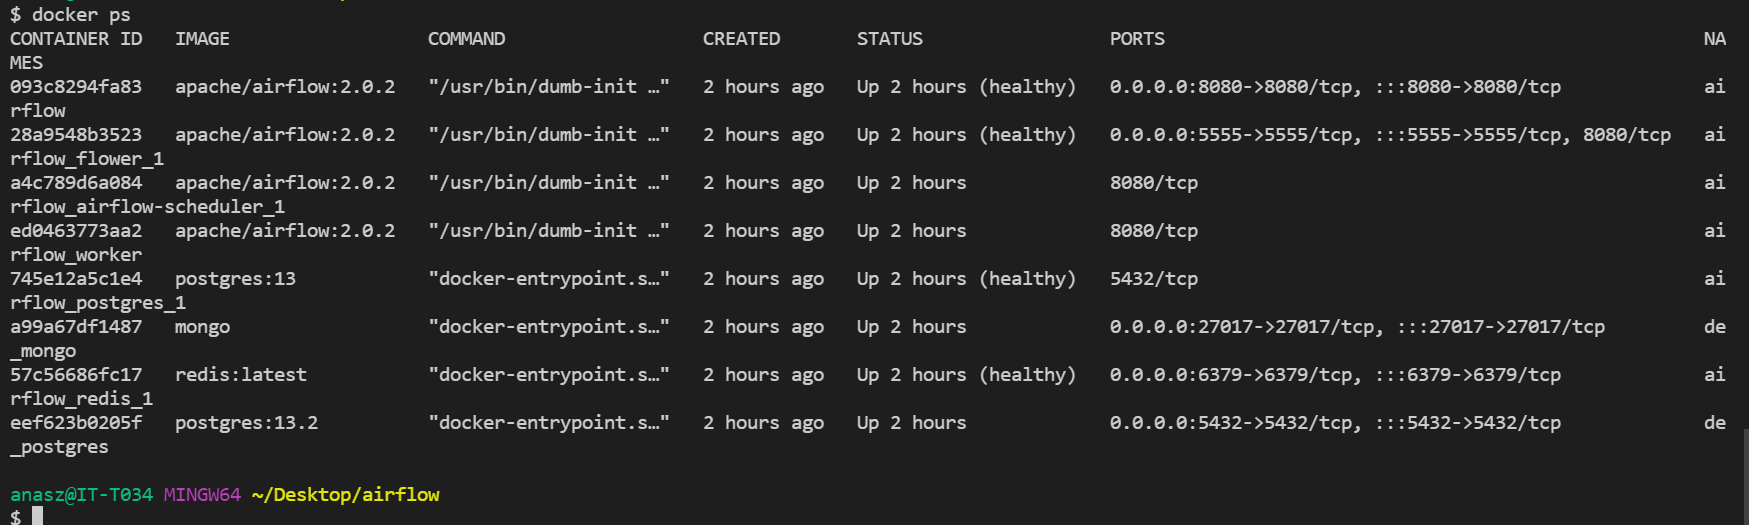 $ docker ps
CONTAINER ID   IMAGE                  COMMAND                  CREATED       STATUS                 PORTS                                                 NA
MES
093c8294fa83   apache/airflow:2.0.2   "/usr/bin/dumb-init …"   2 hours ago   Up 2 hours (healthy)   0.0.0.0:8080->8080/tcp, :::8080->8080/tcp             ai
rflow
28a9548b3523   apache/airflow:2.0.2   "/usr/bin/dumb-init …"   2 hours ago   Up 2 hours (healthy)   0.0.0.0:5555->5555/tcp, :::5555->5555/tcp, 8080/tcp   ai
rflow_flower_1
a4c789d6a084   apache/airflow:2.0.2   "/usr/bin/dumb-init …"   2 hours ago   Up 2 hours             8080/tcp                                              ai
rflow_airflow-scheduler_1
ed0463773aa2   apache/airflow:2.0.2   "/usr/bin/dumb-init …"   2 hours ago   Up 2 hours             8080/tcp                                              ai
rflow_worker
745e12a5c1e4   postgres:13            "docker-entrypoint.s…"   2 hours ago   Up 2 hours (healthy)   5432/tcp                                              ai
rflow_postgres_1
a99a67df1487   mongo                  "docker-entrypoint.s…"   2 hours ago   Up 2 hours             0.0.0.0:27017->27017/tcp, :::27017->27017/tcp         de
_mongo
57c56686fc17   redis:latest           "docker-entrypoint.s…"   2 hours ago   Up 2 hours (healthy)   0.0.0.0:6379->6379/tcp, :::6379->6379/tcp             ai
rflow_redis_1
eef623b0205f   postgres:13.2          "docker-entrypoint.s…"   2 hours ago   Up 2 hours             0.0.0.0:5432->5432/tcp, :::5432->5432/tcp             de
_postgres
anasz@IT-T034 MINGW64 ~/Desktop/airflow
$